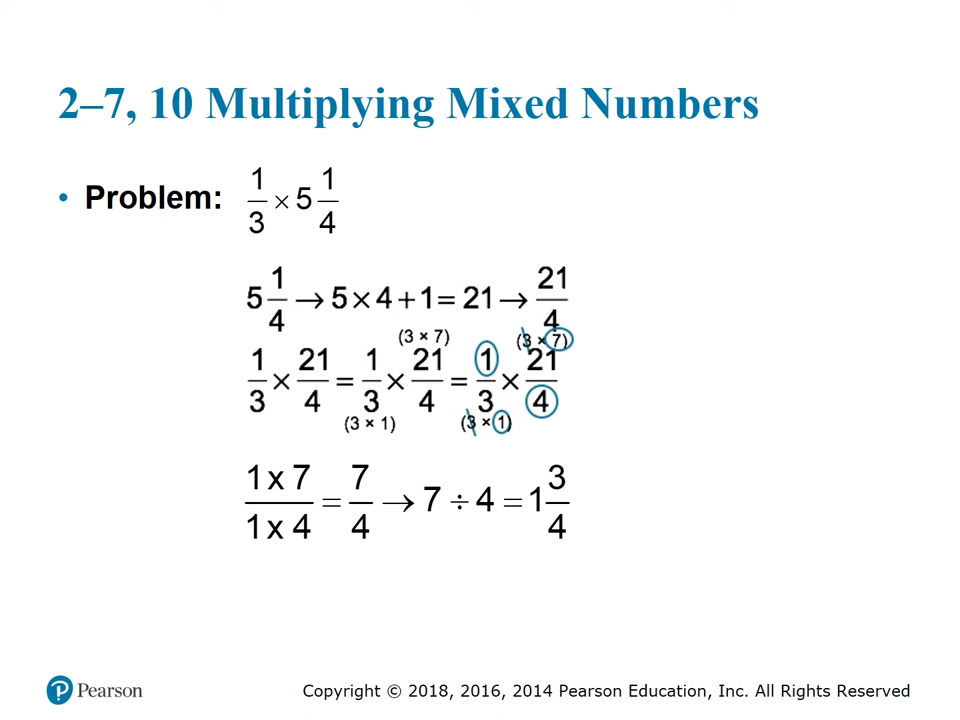 2–7, 10 Multiplying Mixed Numbers
• Problem: 1/3 × 5 1/4
5 1/4 → 5 × 4 + 1 = 21 → 21/4
(3 × 7) (3 × 7)
1/3 × 21/4 = 1/3 × 21/4 = 1/3 × 21/4
(3 × 1) (3 × 1)
1 x 7/1 x 4 = 7/4 → 7 ÷ 4 = 1 3/4
Pearson
Copyright © 2018, 2016, 2014 Pearson Education, Inc. All Rights Reserved